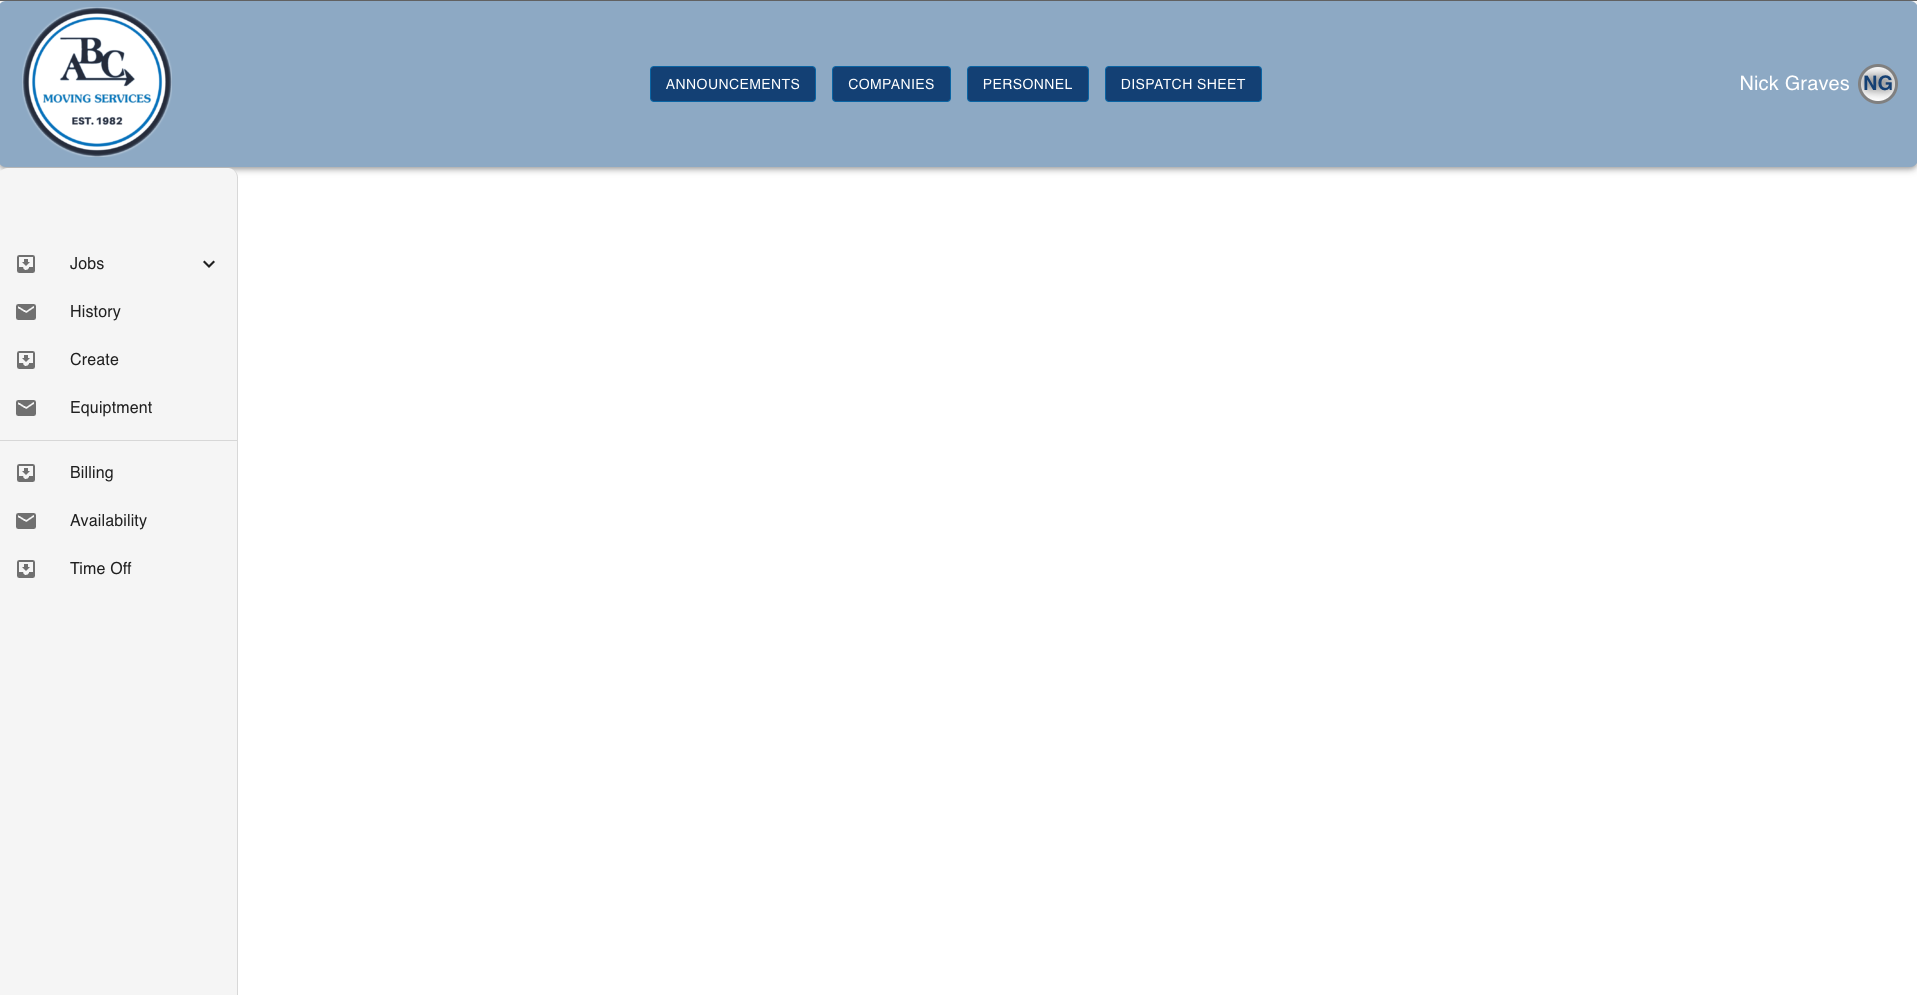 ABC
MOVING SERVICES
EST. 1982
ANNOUNCEMENTS COMPANIES PERSONNEL DISPATCH SHEET
Nick Graves NG
Jobs
History
Create
Equiptment
Billing
Availability
Time Off